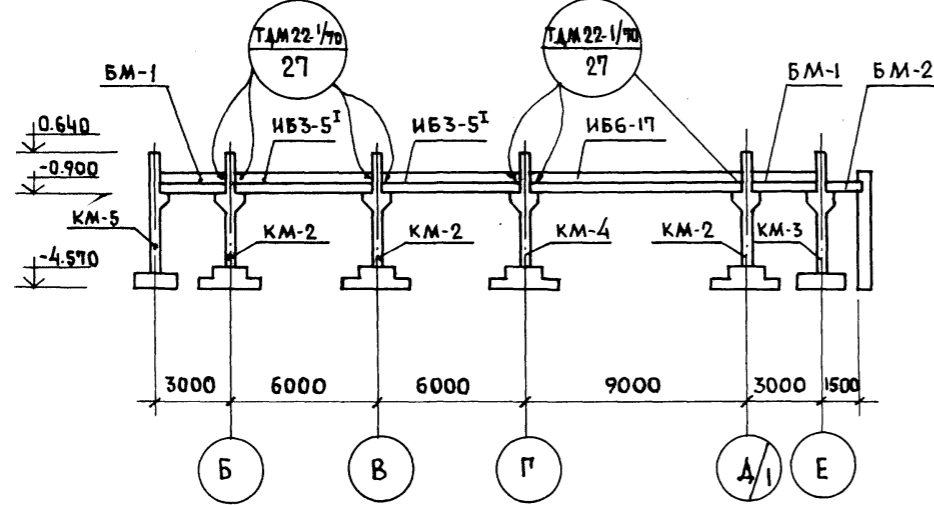 ТДМ22-1/70
27
ТДМ22-1/70
27
БМ-1
БМ-1
БМ-2
0.640
ИБ3-5I
ИБ3-5I
ИБ6-17
-0.900
КМ-5
КМ-2
КМ-2
КМ-4
КМ-2
КМ-3
-4.570
3000
6000
6000
9000
3000
1500
Б
В
Г
Д/1
Е